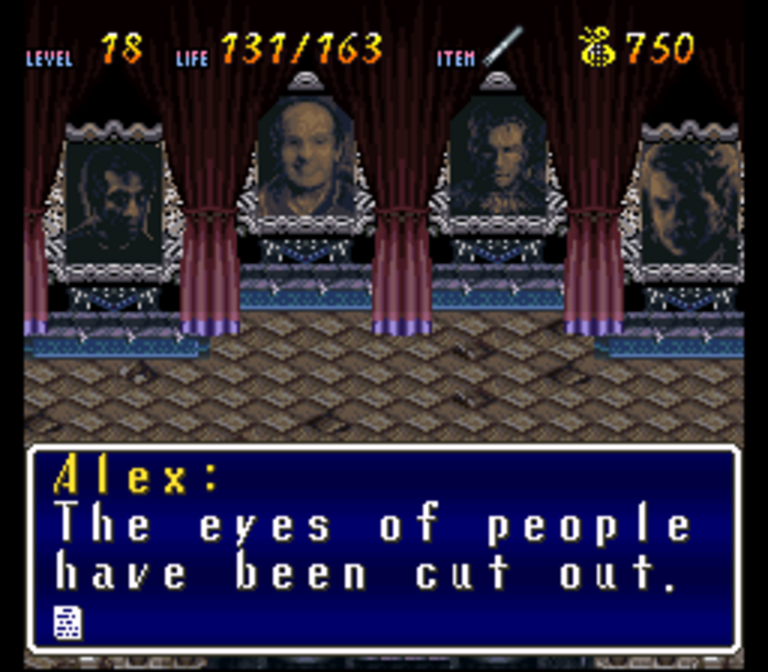 LEVEL 18 LIFE 131/163 ITEM 750
Alex:
The eyes of people
have been cut out.